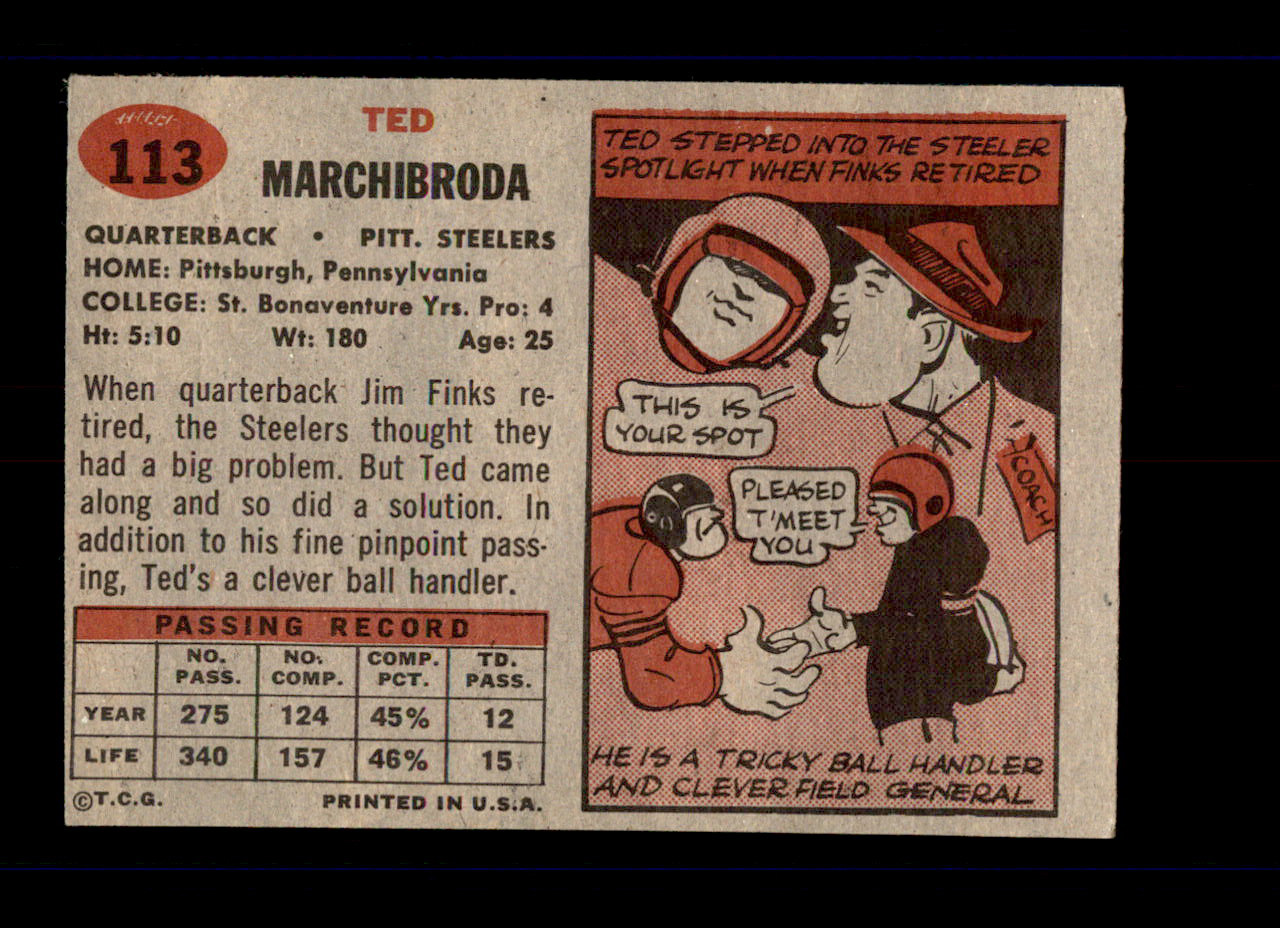 113
TED
MARCHIBRODA
QUARTERBACK • PITT. STEELERS
HOME: Pittsburgh, Pennsylvania
COLLEGE: St. Bonaventure Yrs. Pro: 4
Ht: 5:10 Wt: 180 Age: 25
When quarterback Jim Finks re-
tired, the Steelers thought they
had a big problem. But Ted came
along and so did a solution. In
addition to his fine pinpoint pass-
ing, Ted's a clever ball handler.
PASSING RECORD
NO. PASS. NO. COMP. COMP. PCT. TD. PASS.
YEAR 275 124 45% 12
LIFE 340 157 46% 15
©T.C.G. PRINTED IN U.S.A.
TED STEPPED INTO THE STEELER
SPOTLIGHT WHEN FINKS RETIRED
THIS IS
YOUR SPOT
COACH
PLEASED
T'MEET
YOU
HE IS A TRICKY BALL HANDLER
AND CLEVER FIELD GENERAL